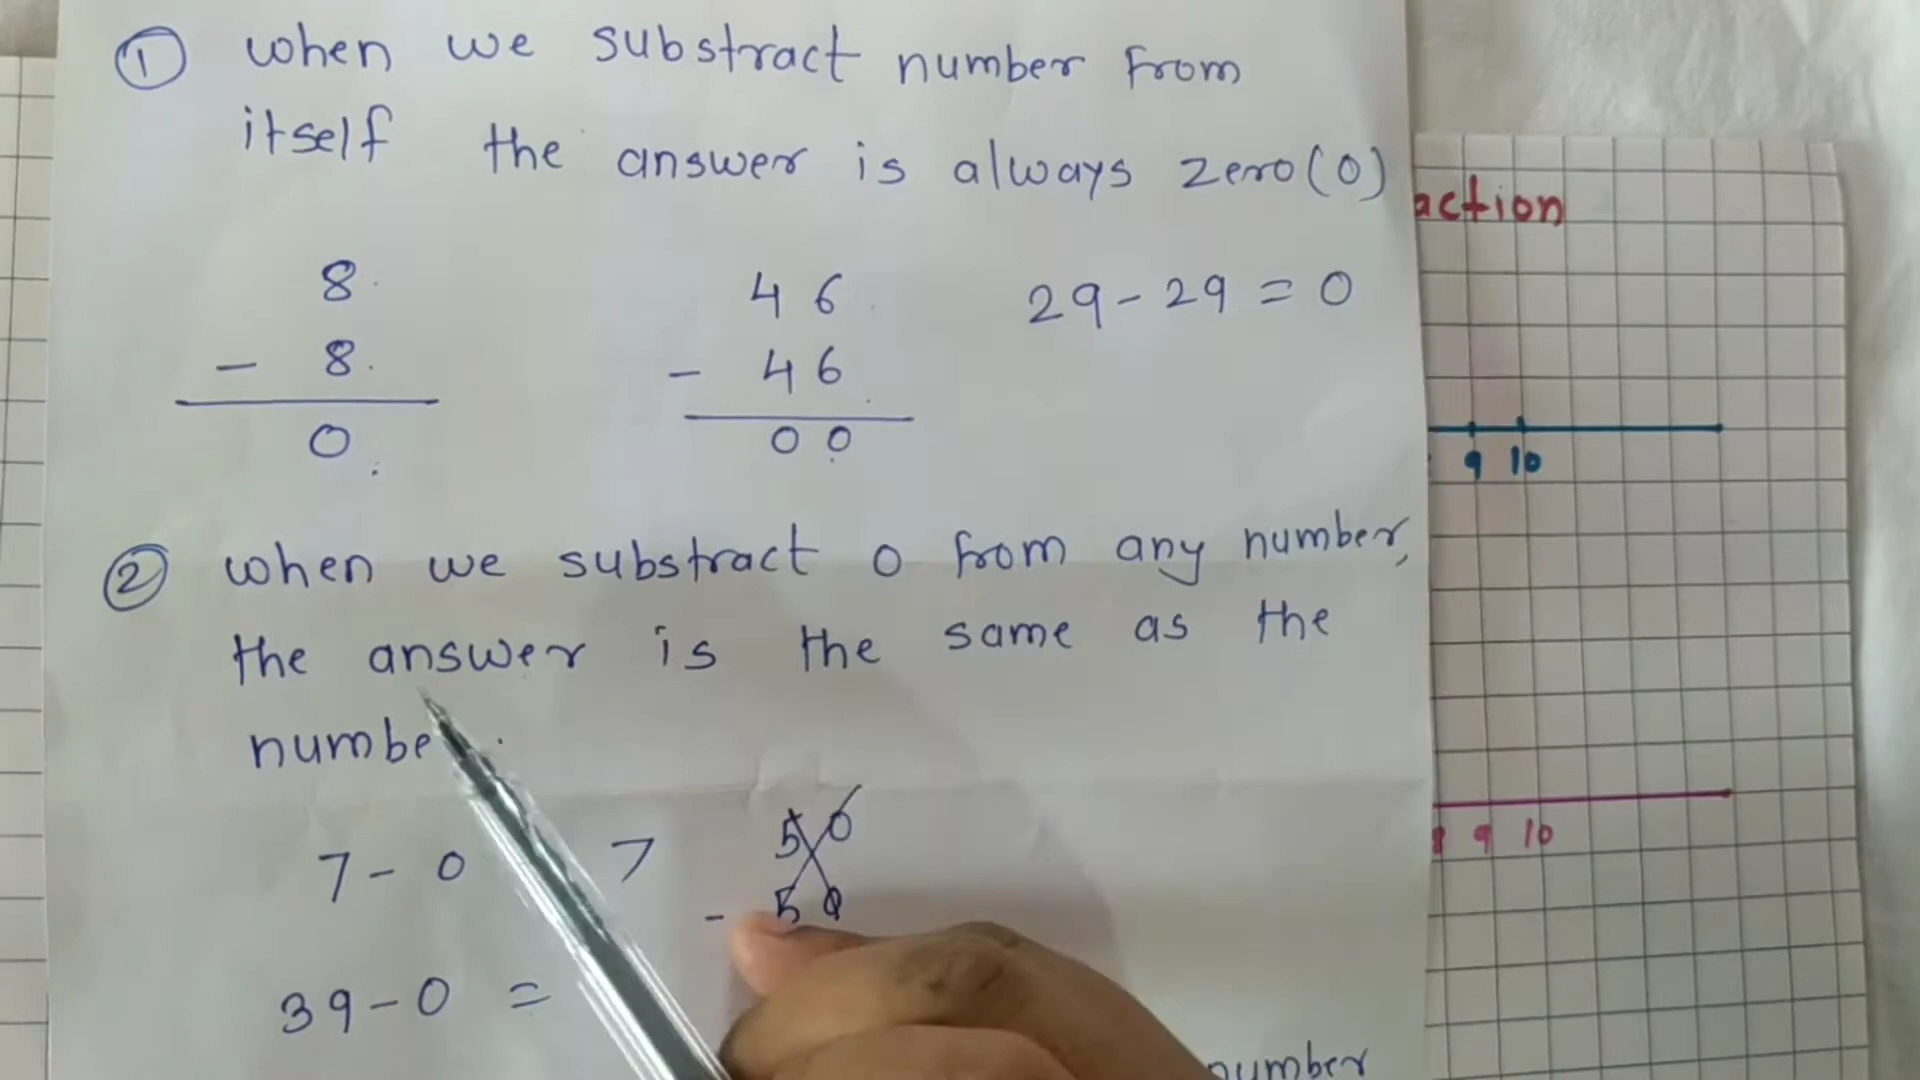 ① when we substract number from
itself the answer is always zero(0)
action
8
- 8
0
46
- 46
00
29 - 29 = 0
9 10
② when we substract 0 from any number,
the answer is the same as the
numbe
7 - 0 7
50
- 50
9 10
39 - 0 =
number